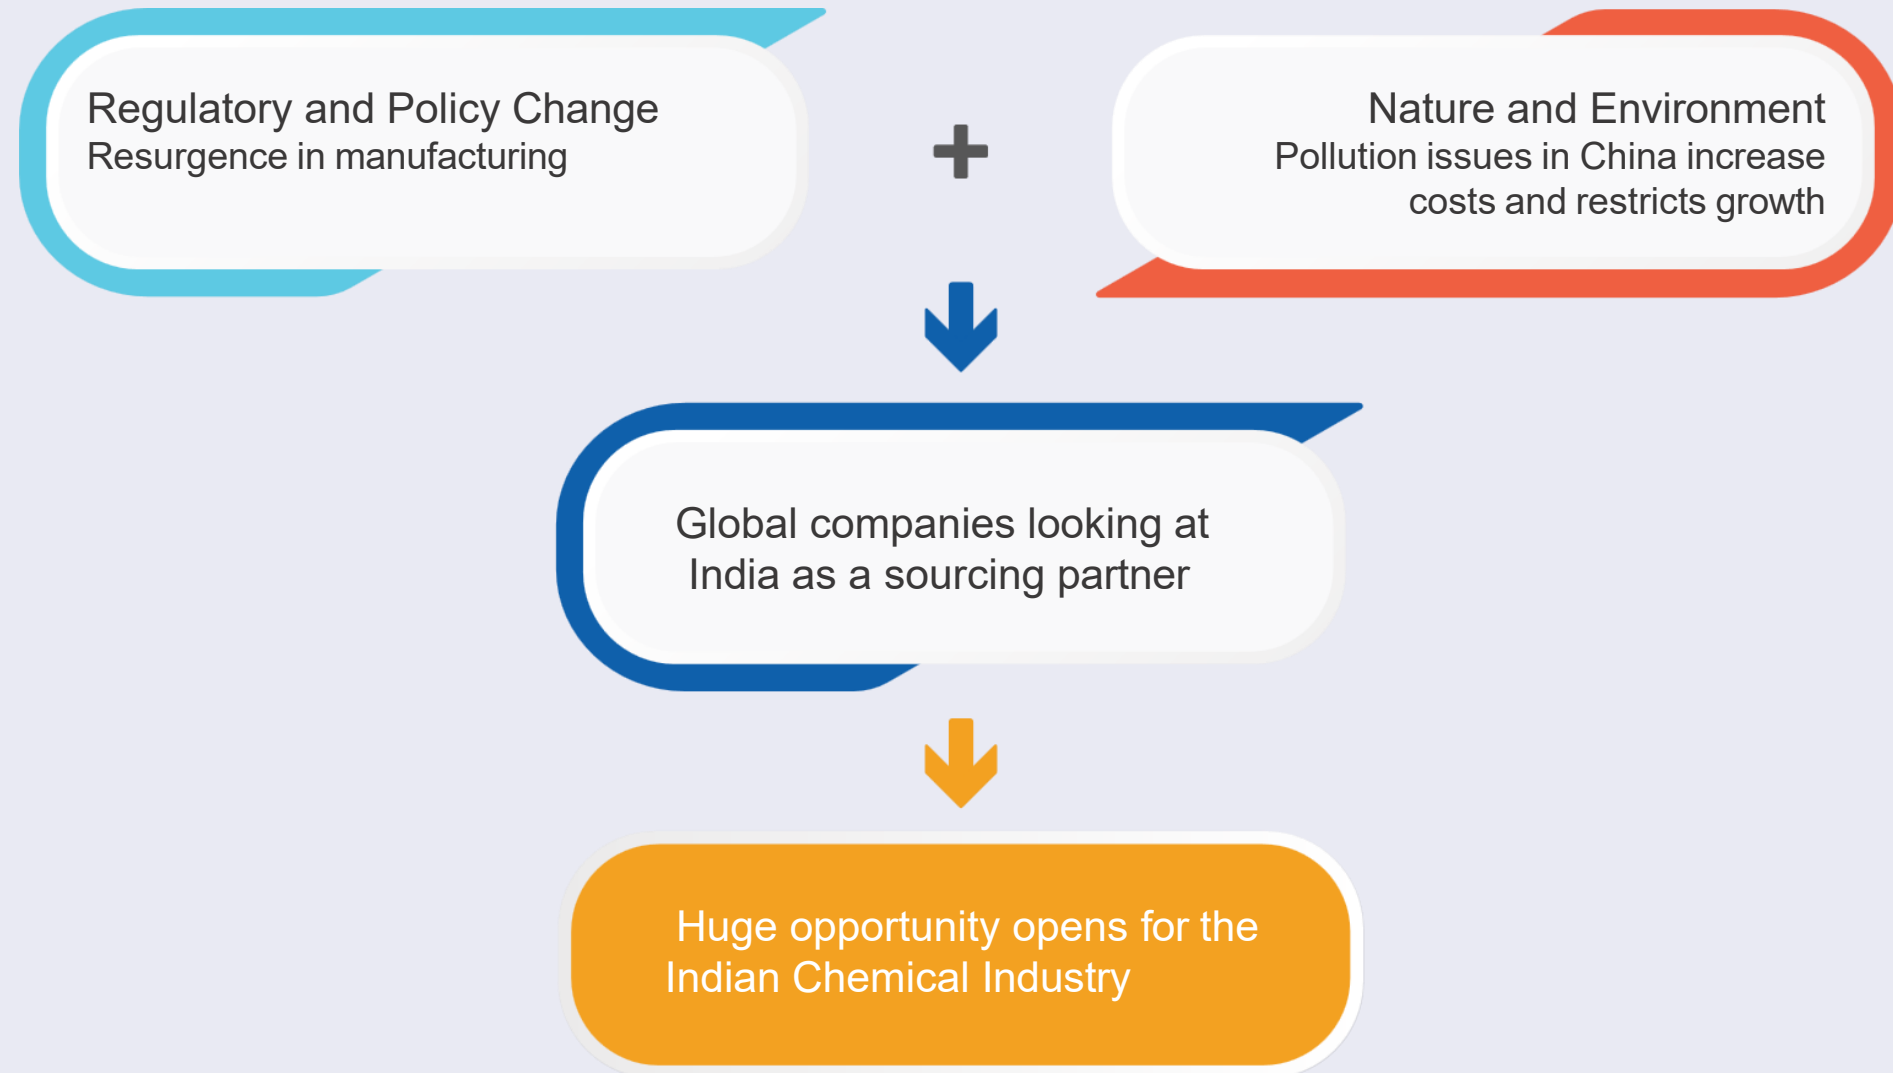 Regulatory and Policy Change
Resurgence in manufacturing
Nature and Environment
Pollution issues in China increase
costs and restricts growth
Global companies looking at
India as a sourcing partner
Huge opportunity opens for the
Indian Chemical Industry